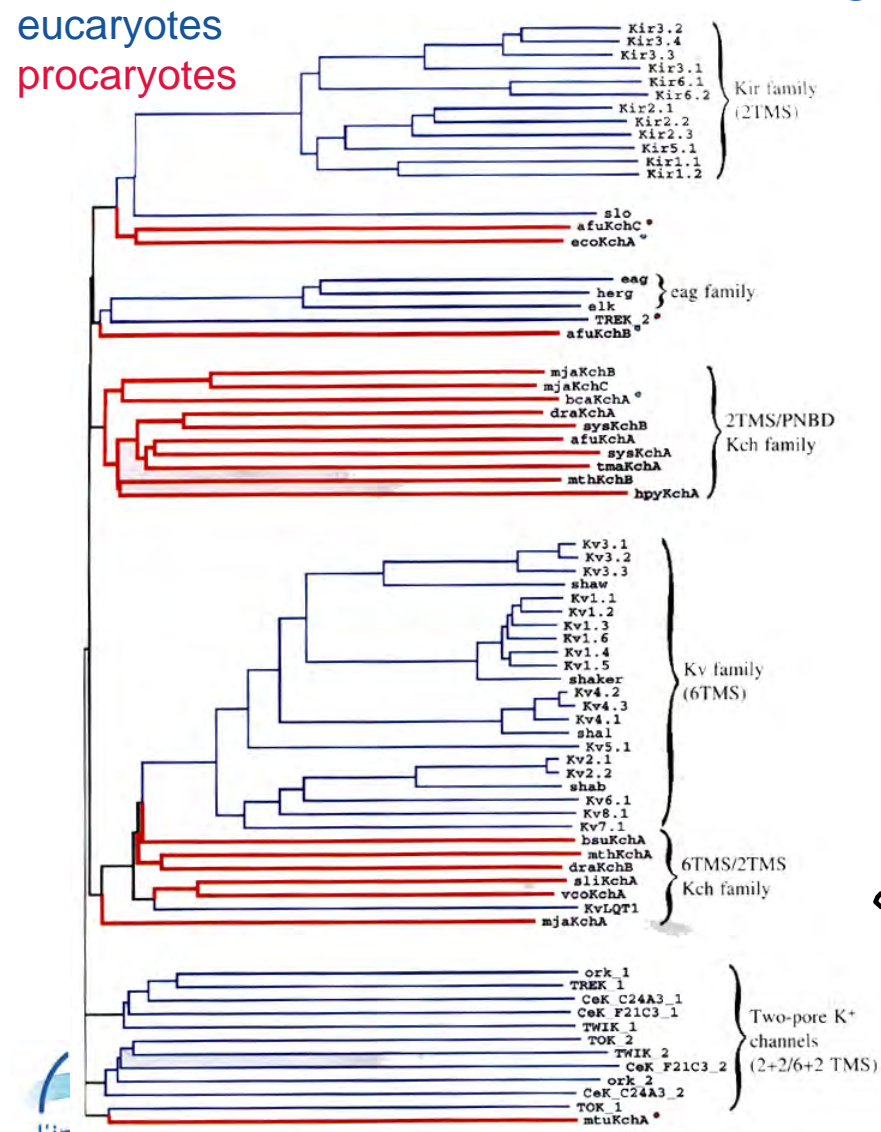 eucaryotes
procaryotes
Kir3.2
Kir3.4
Kir3.3
Kir3.1
Kir6.1
Kir6.2
Kir2.1
Kir2.2
Kir2.3
Kir5.1
Kir1.1
Kir1.2
Kir family
(2TMS)
slo
afuKchC
ecoKchA
eag
herg
elk
eag family
TREK_2
afuKchB
mjaKchB
mjaKchC
bcaKchA
draKchA
sysKchB
afuKchA
sysKchA
tmaKchA
mthKchB
hpyKchA
2TMS/PNBD
Kch family
Kv3.1
Kv3.2
Kv3.3
shaw
Kv1.1
Kv1.2
Kv1.3
Kv1.6
Kv1.4
Kv1.5
shaker
Kv4.2
Kv4.3
Kv4.1
shal
Kv5.1
Kv2.1
Kv2.2
shab
Kv6.1
Kv8.1
Kv7.1
Kv family
(6TMS)
bsuKchA
mthKchA
draKchB
sliKchA
vcoKchA
KvLQT1
mjaKchA
6TMS/2TMS
Kch family
ork_1
TREK_1
CeK_C24A3_1
CeK_F21C3_1
TWIK_1
TOK_2
TWIK_2
CeK_F21C3_2
ork_2
CeK_C24A3_2
TOK_1
mtuKchA
Two-pore K⁺
channels
(2+2/6+2 TMS)